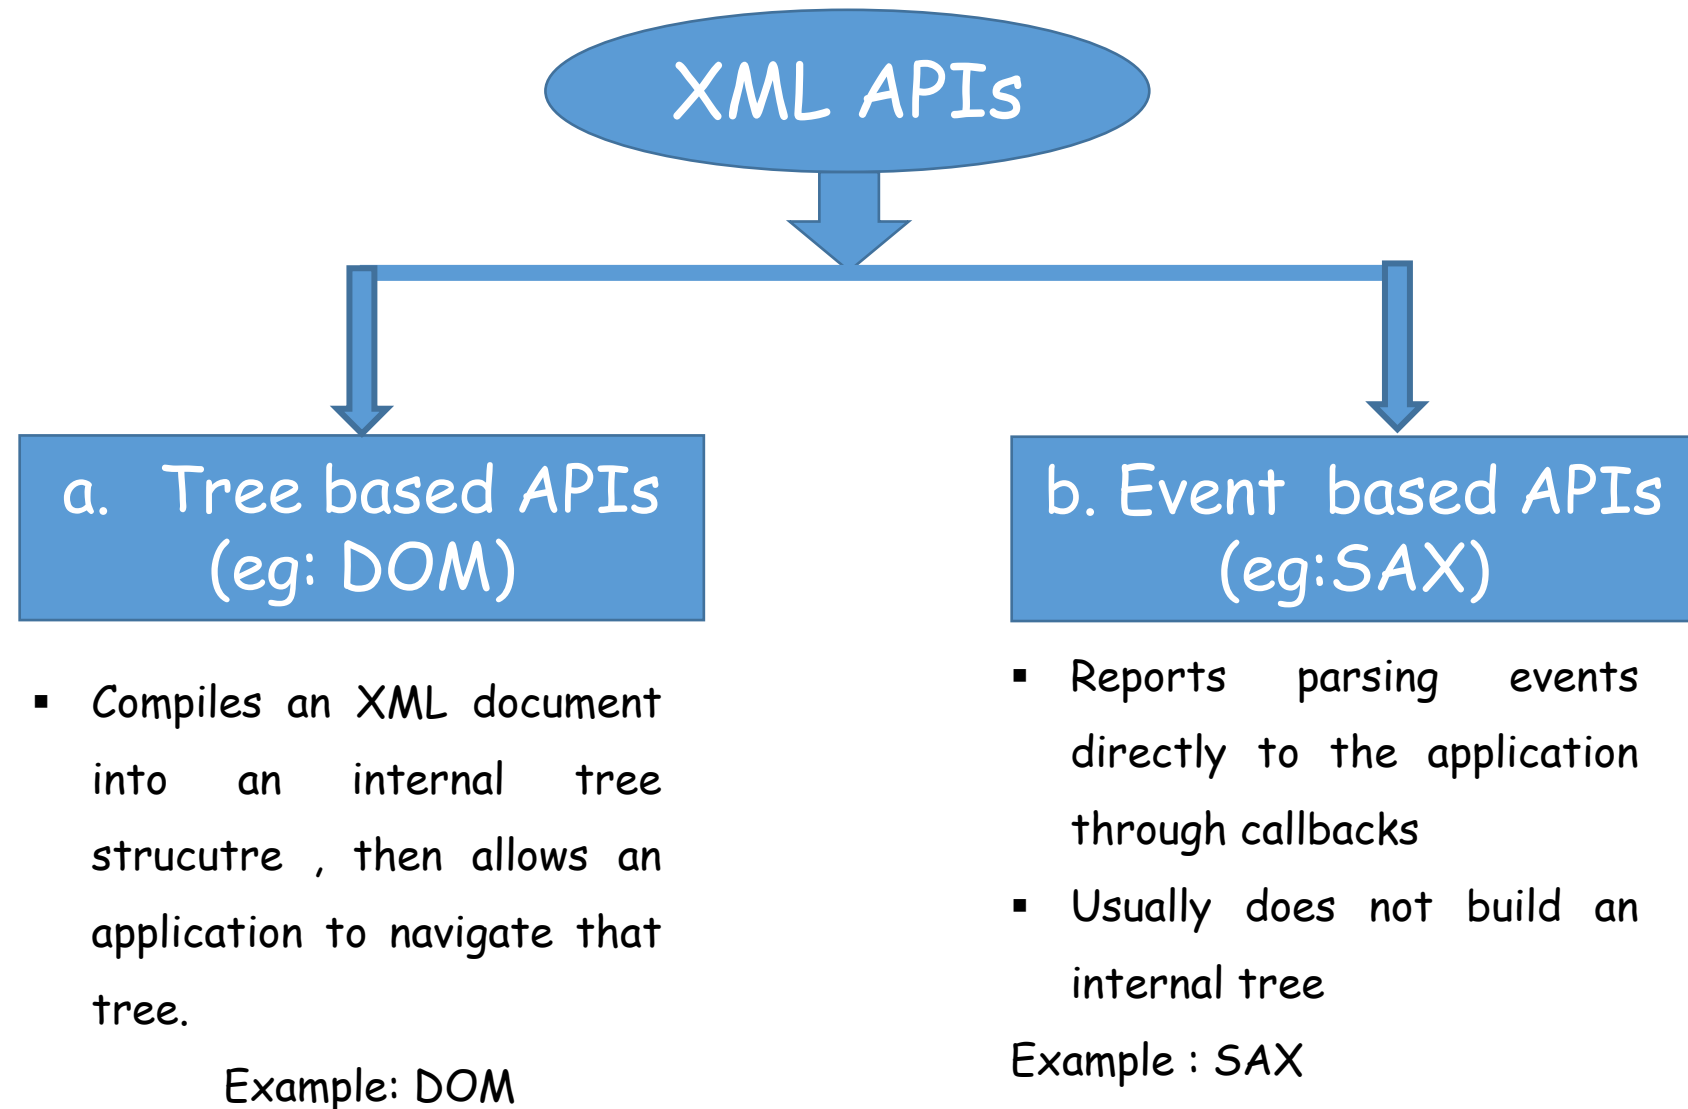 XML APIs
a. Tree based APIs
(eg: DOM)
▪ Compiles an XML document
into an internal tree
strucutre , then allows an
application to navigate that
tree.
Example: DOM
b. Event based APIs
(eg:SAX)
▪ Reports parsing events
directly to the application
through callbacks
▪ Usually does not build an
internal tree
Example : SAX